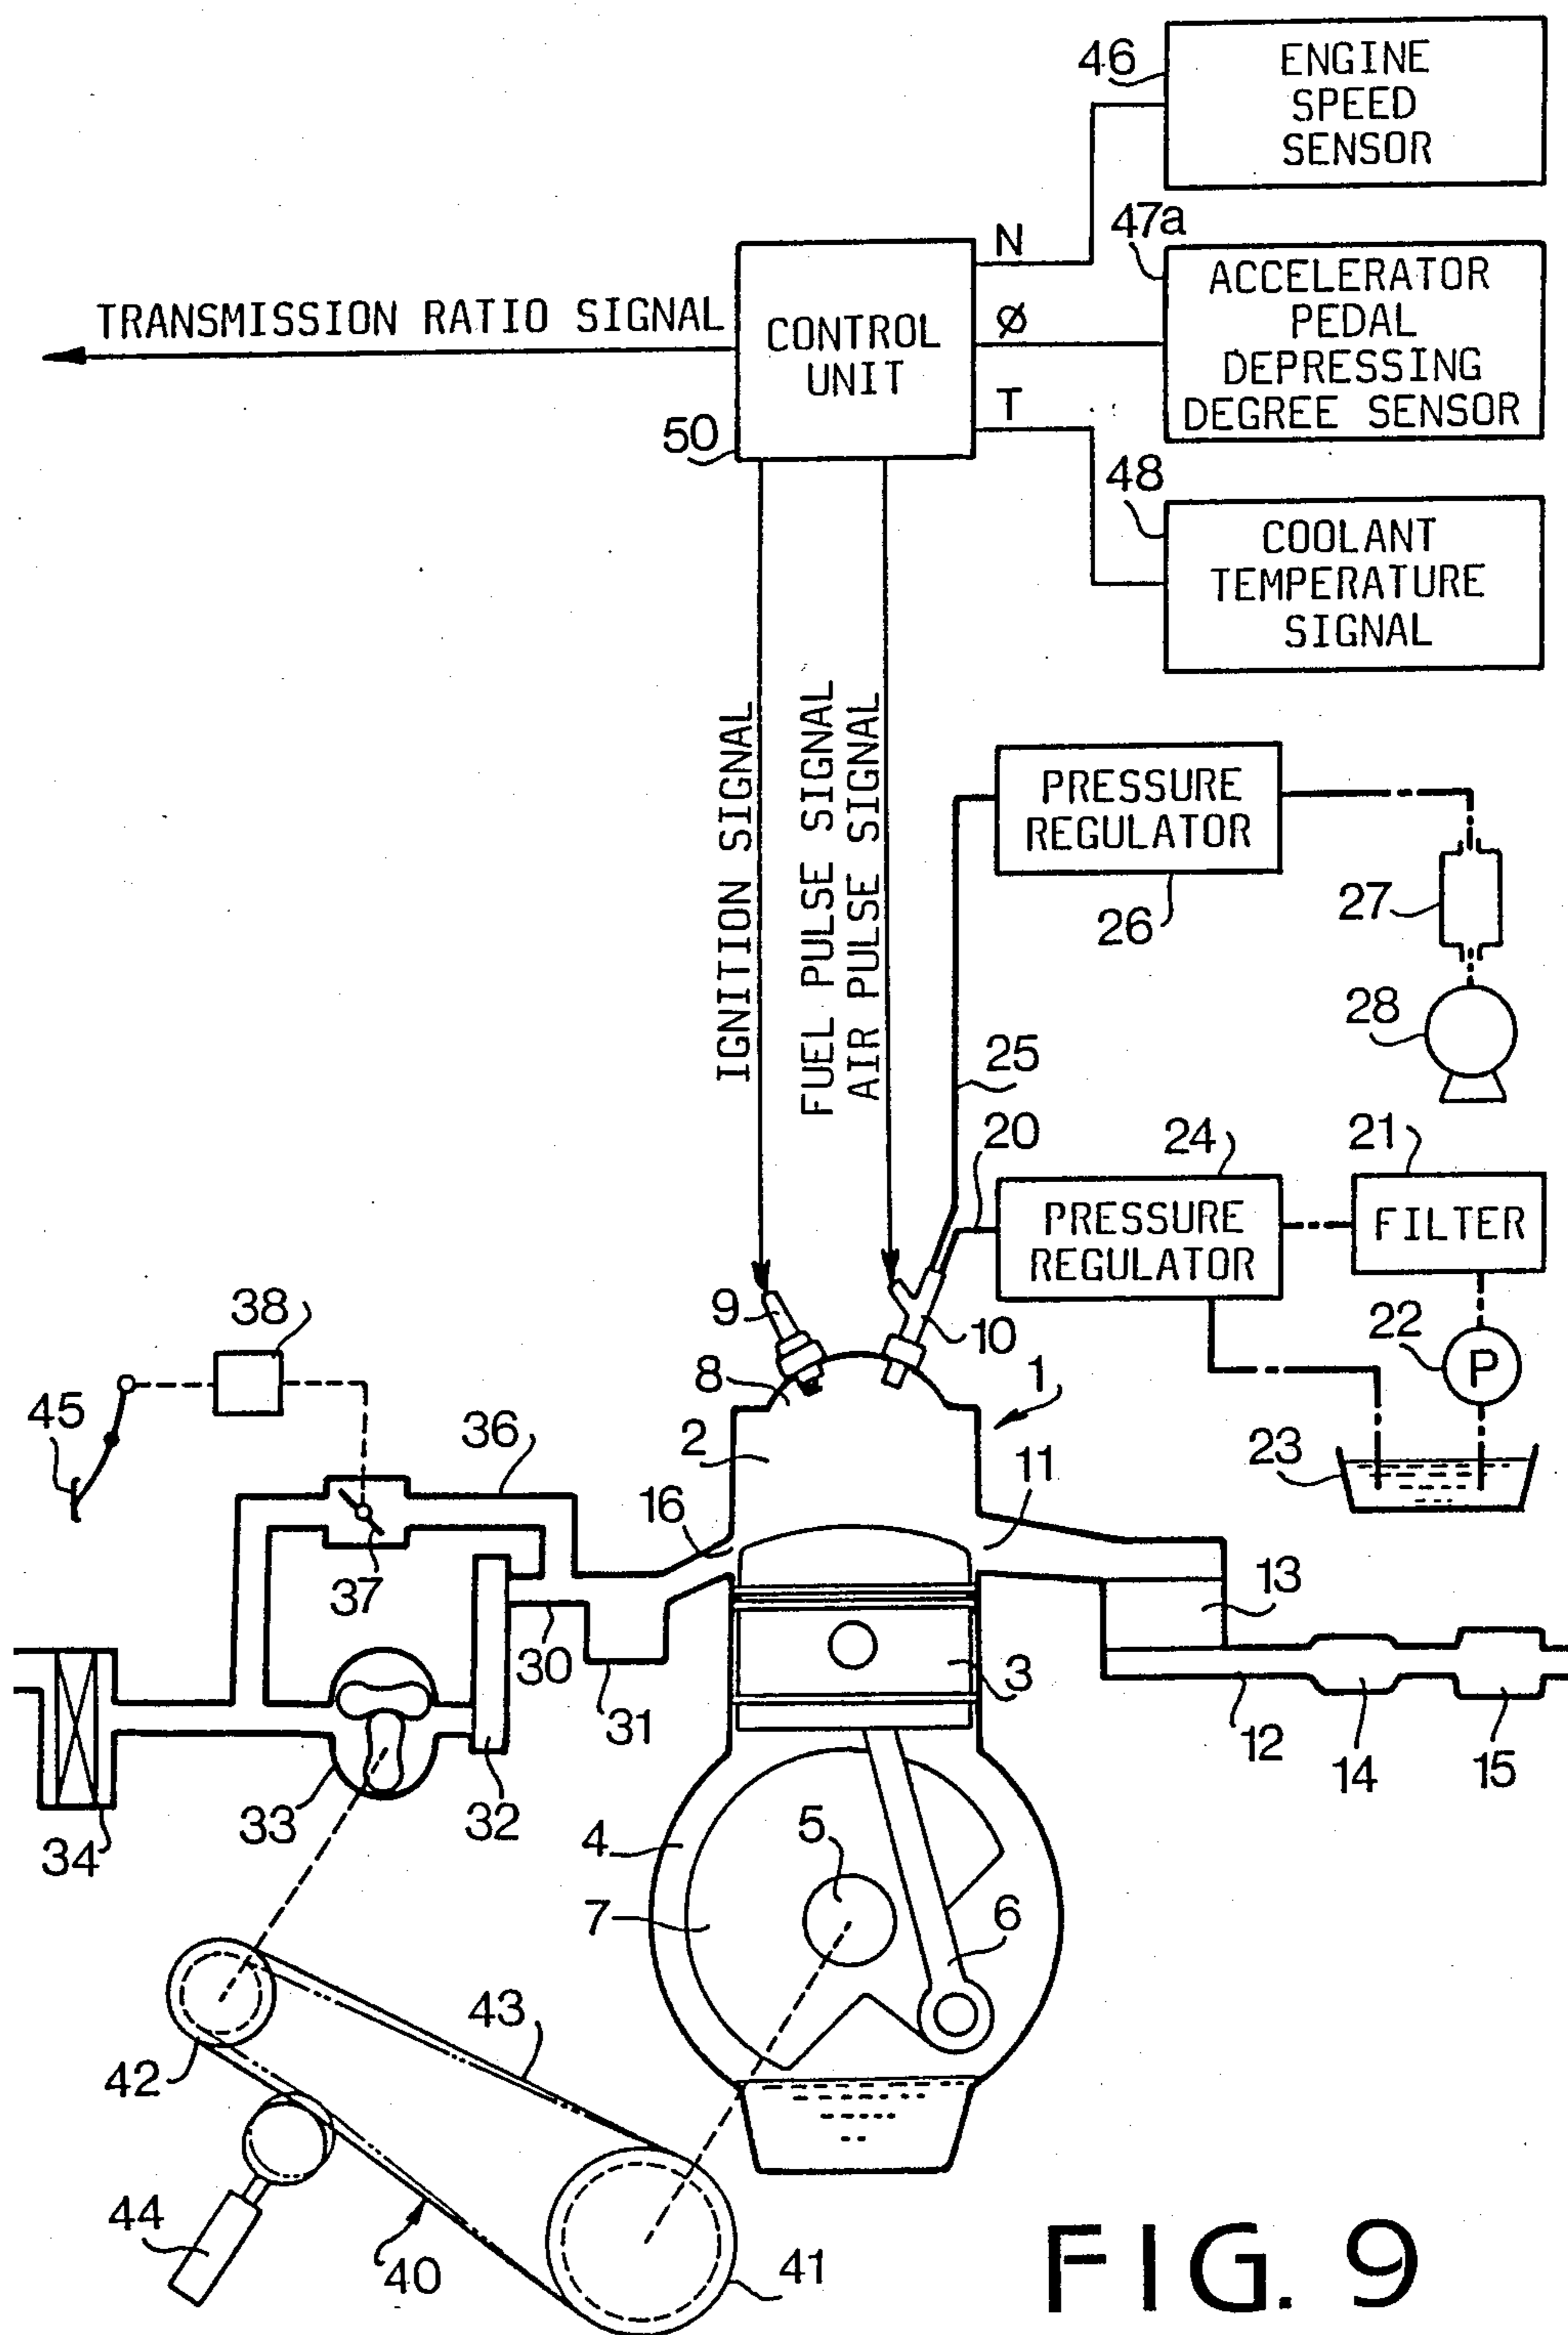 46
ENGINE
SPEED
SENSOR
47a
N
ACCELERATOR
PEDAL
DEPRESSING
DEGREE SENSOR
TRANSMISSION RATIO SIGNAL
CONTROL
UNIT
Ø
T
50
48
COOLANT
TEMPERATURE
SIGNAL
IGNITION SIGNAL
FUEL PULSE SIGNAL
AIR PULSE SIGNAL
PRESSURE
REGULATOR
26
27
28
25
20
24
21
PRESSURE
REGULATOR
FILTER
38
9
10
22
P
8
1
45
36
2
23
16
11
37
13
30
3
31
12
14
15
33
32
34
4
5
7
6
43
42
44
40
41
FIG. 9